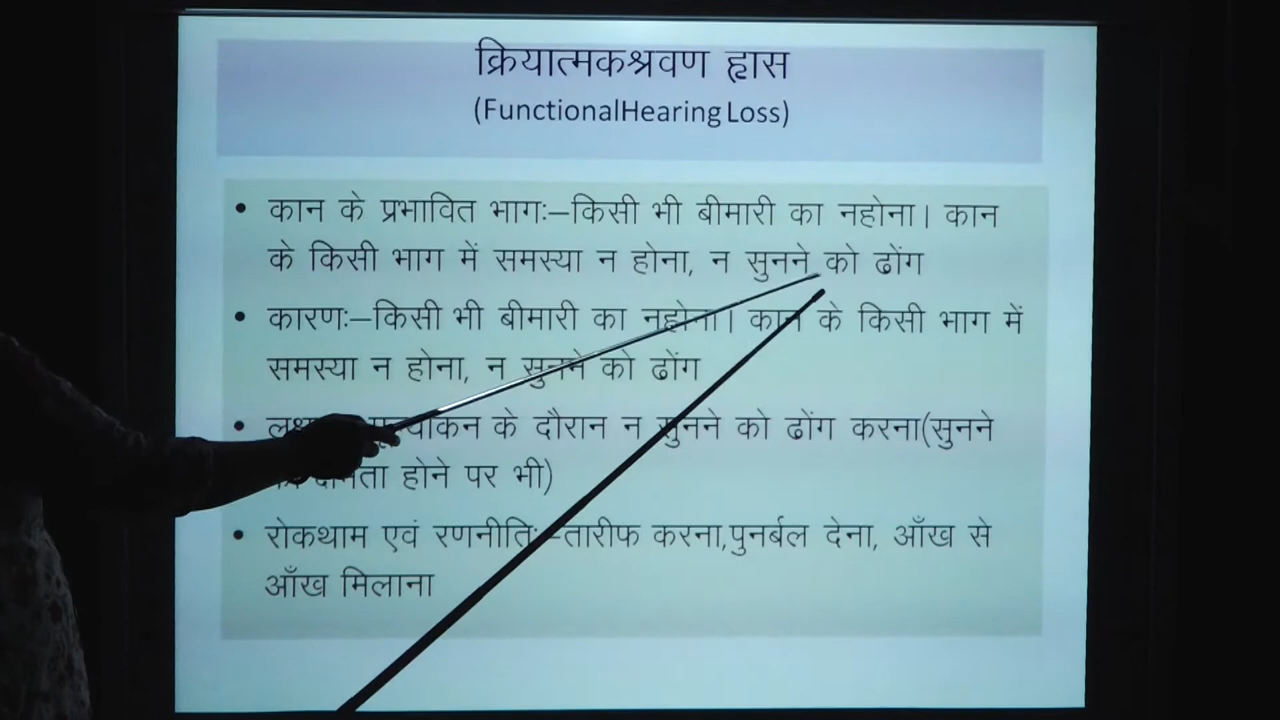 क्रियात्मकश्रवण ह्रास
(FunctionalHearing Loss)
• कान के प्रभावित भागः–किसी भी बीमारी का नहोना। कान
के किसी भाग में समस्या न होना, न सुनने को ढोंग
• कारणः–किसी भी बीमारी का नहोना। कान के किसी भाग में
समस्या न होना, न सुनने को ढोंग
• के दौरान न सुनने को ढोंग करना(सुनने
होने पर भी)
• रोकथाम एवं रणनीतिः–तारीफ करना,पुनर्बल देना, आँख से
आँख मिलाना